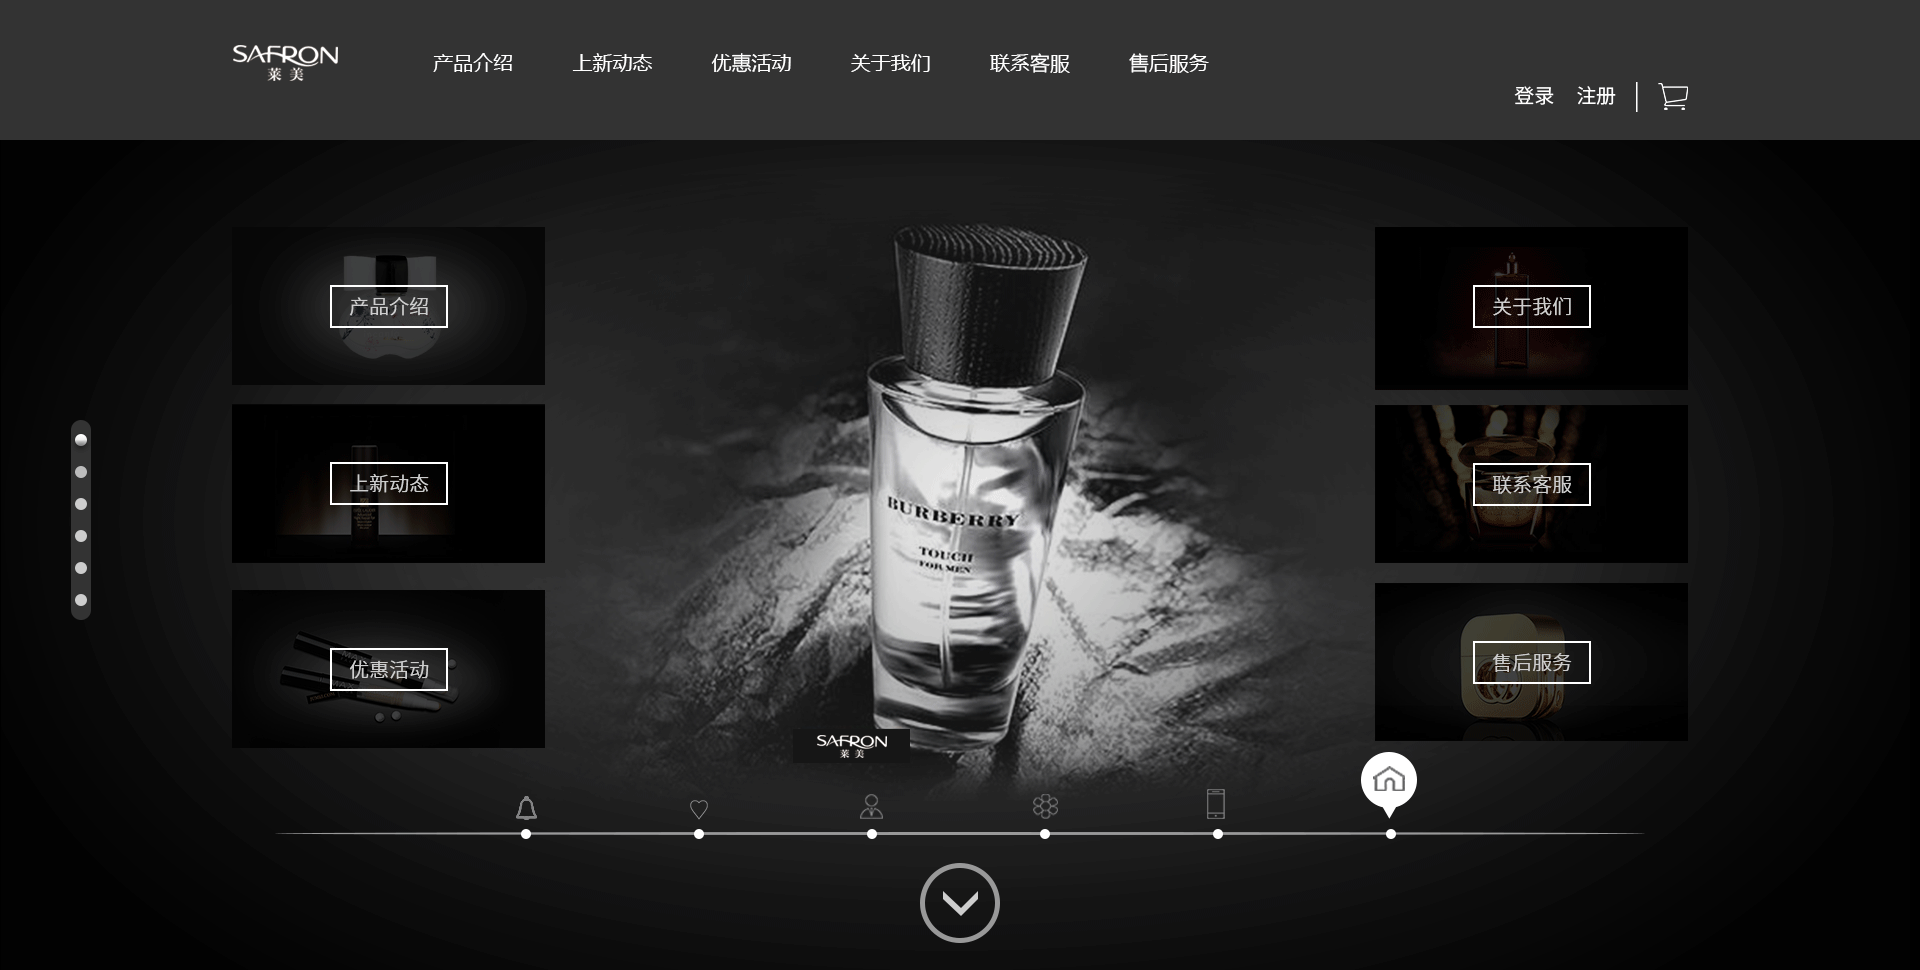 SAFRON
莱美
产品介绍
上新动态
优惠活动
关于我们
联系客服
售后服务
登录
注册
产品介绍
上新动态
优惠活动
BURBERRY
TOUCH
FOR MEN
SAFRON
莱美
关于我们
联系客服
售后服务